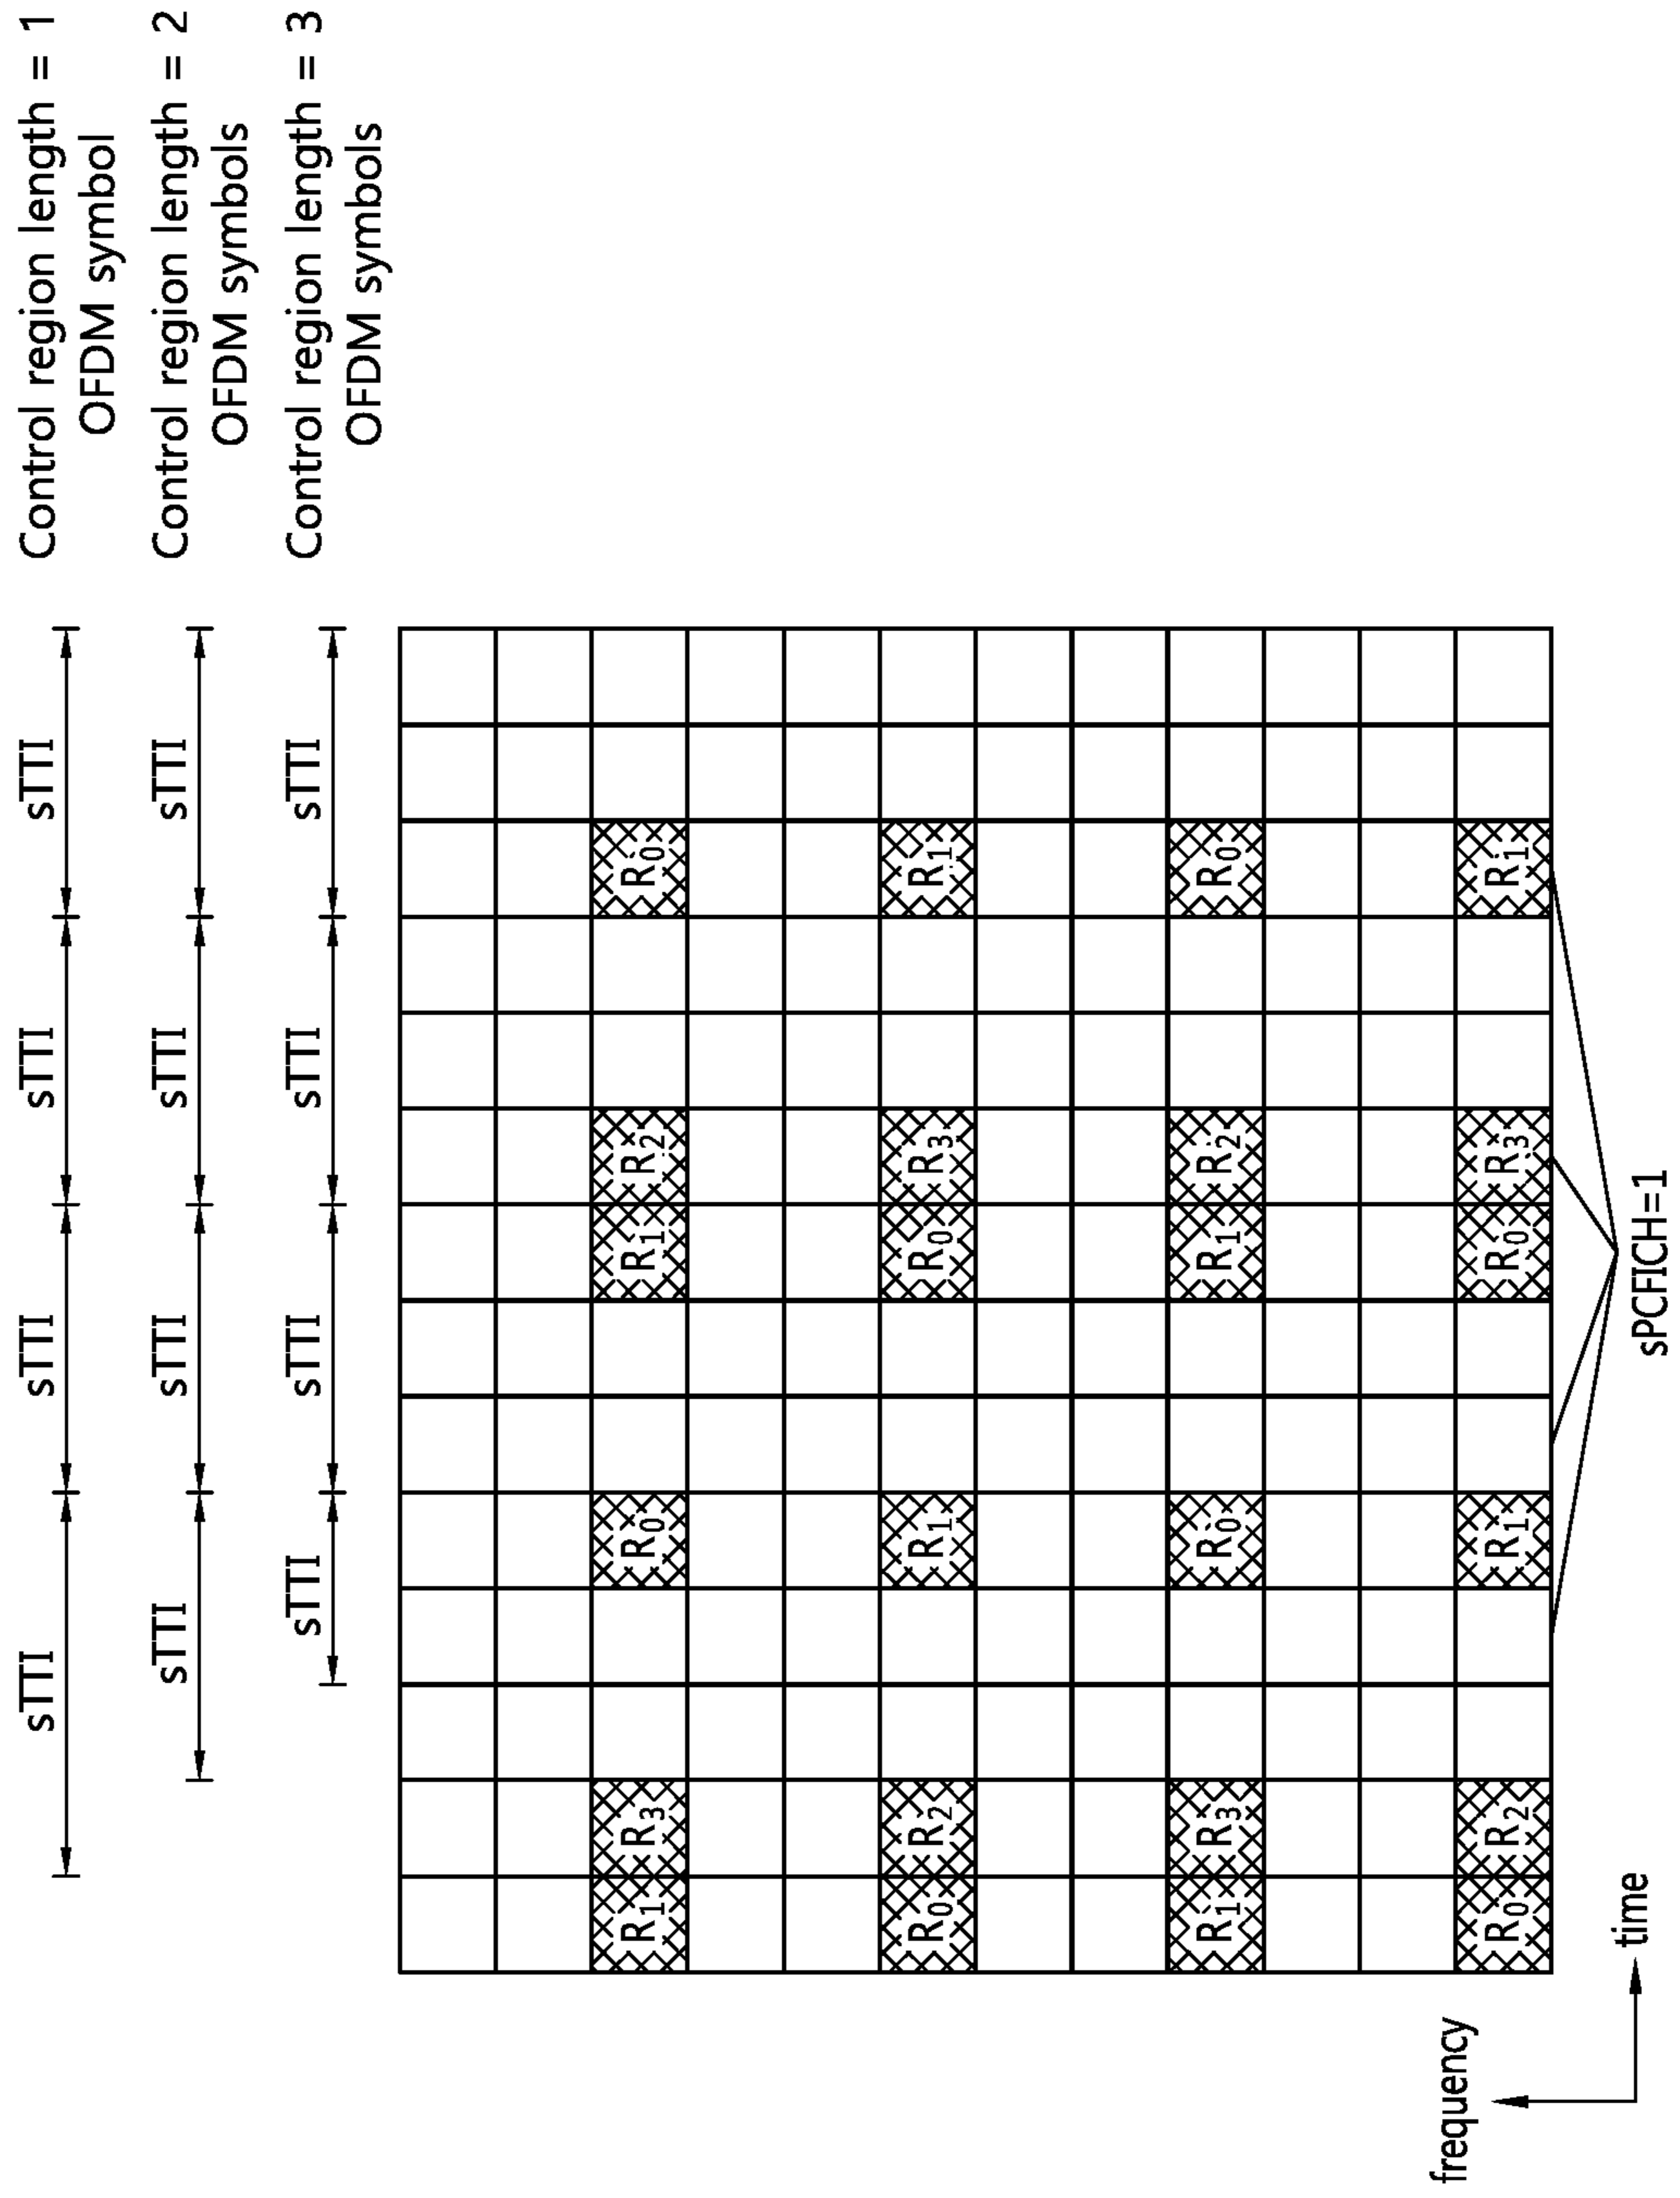 sTTI sTTI sTTI sTTI Control region length = 1
OFDM symbol
sTTI sTTI sTTI sTTI Control region length = 2
OFDM symbols
sTTI sTTI sTTI sTTI Control region length = 3
OFDM symbols
R1 R3 R0 R1 R2 R0
R0 R2 R1 R0 R3 R1
R1 R3 R0 R1 R2 R0
R0 R2 R1 R0 R3 R1
frequency
time
sPCFICH=1